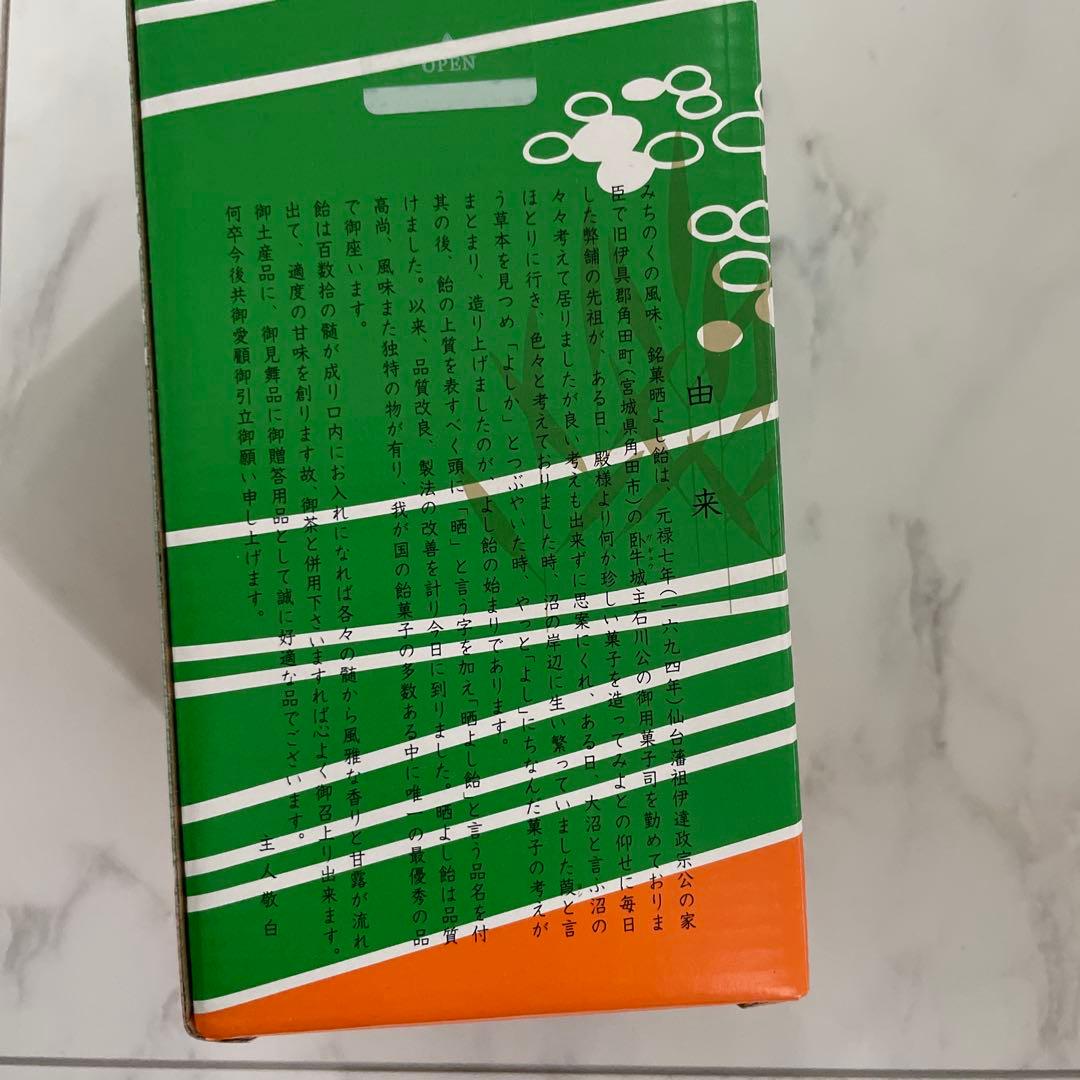 OPEN
由来
みちのくの風味、銘菓晒よし飴は、元禄七年(一六九四年)仙台藩祖伊達政宗公の家
臣で旧伊具郡角田町(宮城県角田市)の臥牛城主石川公の御用菓子司を勤めておりま
ガギュウ
した弊舗の先祖が、ある日、殿様より何か珍しい菓子を造ってみよとの仰せに毎日
々々考えて居りましたが良い考えも出来ずに思案にくれ、ある日、大沼と言ふ沼の
ほとりに行き、色々と考えておりました時、沼の岸辺に生い繁っていました葭と言
う草本を見つめ「よしか」とつぶやいた時、やっと「よし」にちなんだ菓子の考えが
まとまり、造り上げましたのが、よし飴の始まりであります。
其の後、飴の上質を表すべく頭に「晒」と言う字を加え「晒よし飴」と言う品名を付
けました。以来、品質改良、製法の改善を計り今日に到りました。晒よし飴は品質
高尚、風味また独特の物が有り、我が国の飴菓子の多数ある中に唯一の最優秀の品
で御座います。
飴は百数拾の髄が成り口内にお入れになれば各々の髄から風雅な香りと甘露が流れ
出て、適度の甘味を創ります故、御茶と併用下さいますれば心よく御召上り出来ます。
御土産品に、御見舞品に御贈答用品として誠に好適な品でございます。
何卒今後共御愛顧御引立御願い申し上げます。
主人敬白